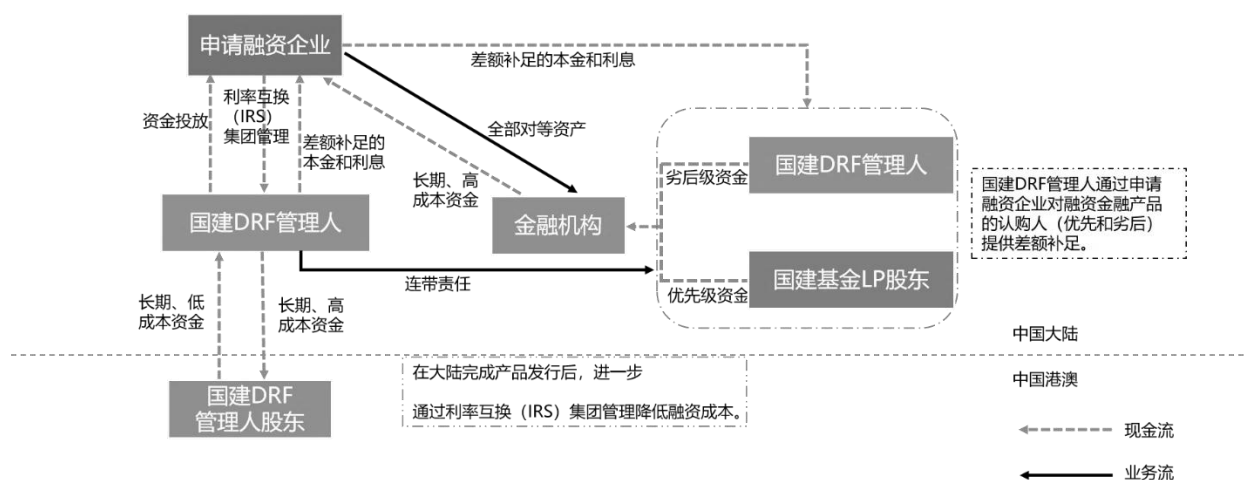 申请融资企业
差额补足的本金和利息
资金投放
利率互换
（IRS）
集团管理
差额补足的
本金和利息
全部对等资产
长期、高
成本资金
国建DRF管理人
金融机构
劣后级资金
国建DRF管理人
优先级资金
国建基金LP股东
国建DRF管理人通过申请
融资企业对融资金融产品
的认购人（优先和劣后）
提供差额补足。
连带责任
长期、低
成本资金
长期、高
成本资金
中国大陆
中国港澳
国建DRF
管理人股东
在大陆完成产品发行后，进一步
通过利率互换（IRS）集团管理降低融资成本。
现金流
业务流